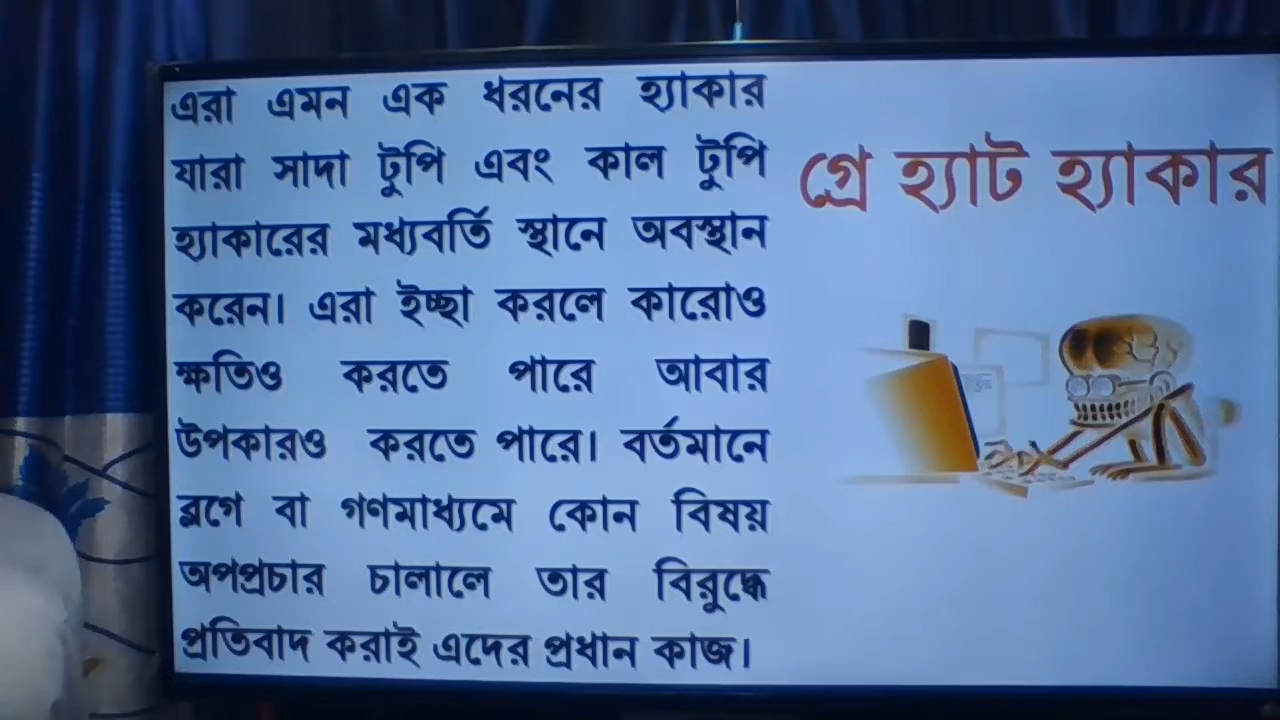 গ্রে হ্যাট হ্যাকার
এরা এমন এক ধরনের হ্যাকার
যারা সাদা টুপি এবং কাল টুপি
হ্যাকারের মধ্যবর্তি স্থানে অবস্থান
করেন। এরা ইচ্ছা করলে কারোও
ক্ষতিও করতে পারে আবার
উপকারও করতে পারে। বর্তমানে
ব্লগে বা গণমাধ্যমে কোন বিষয়
অপপ্রচার চালালে তার বিরুদ্ধে
প্রতিবাদ করাই এদের প্রধান কাজ।